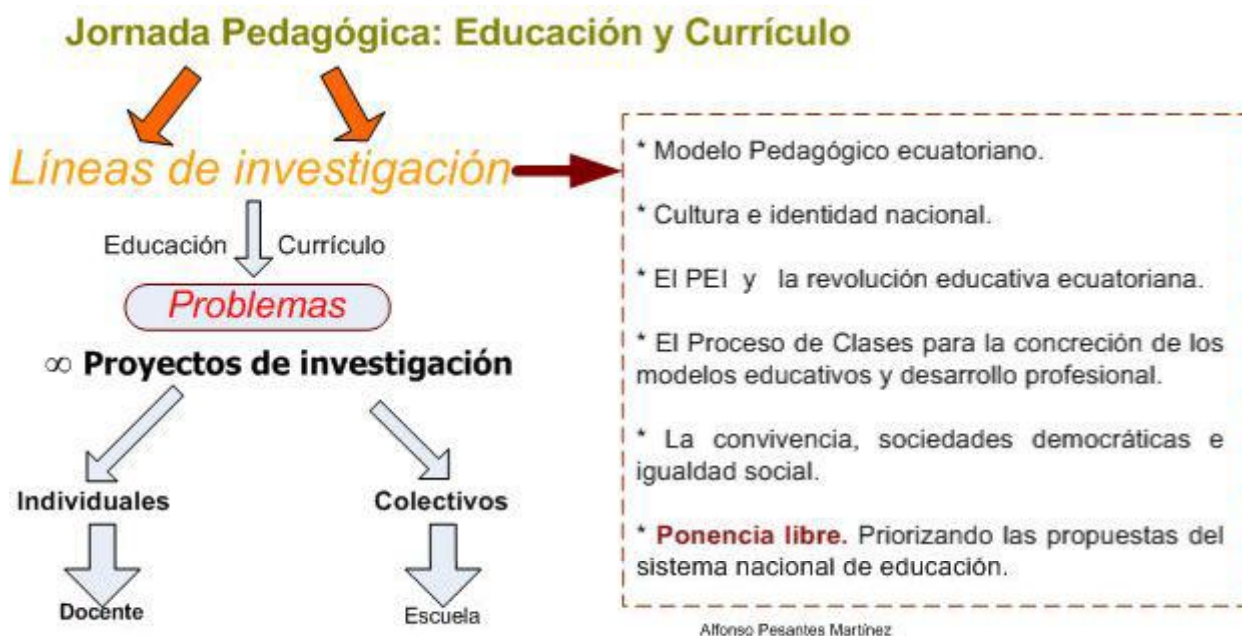 Jornada Pedagógica: Educación y Currículo
Líneas de investigación
Educación Currículo
Problemas
∞ Proyectos de investigación
Individuales Colectivos
Docente Escuela
* Modelo Pedagógico ecuatoriano.
* Cultura e identidad nacional.
* El PEI y la revolución educativa ecuatoriana.
* El Proceso de Clases para la concreción de los
modelos educativos y desarrollo profesional.
* La convivencia, sociedades democráticas e
igualdad social.
* Ponencia libre. Priorizando las propuestas del
sistema nacional de educación.
Alfonso Pesantes Martínez